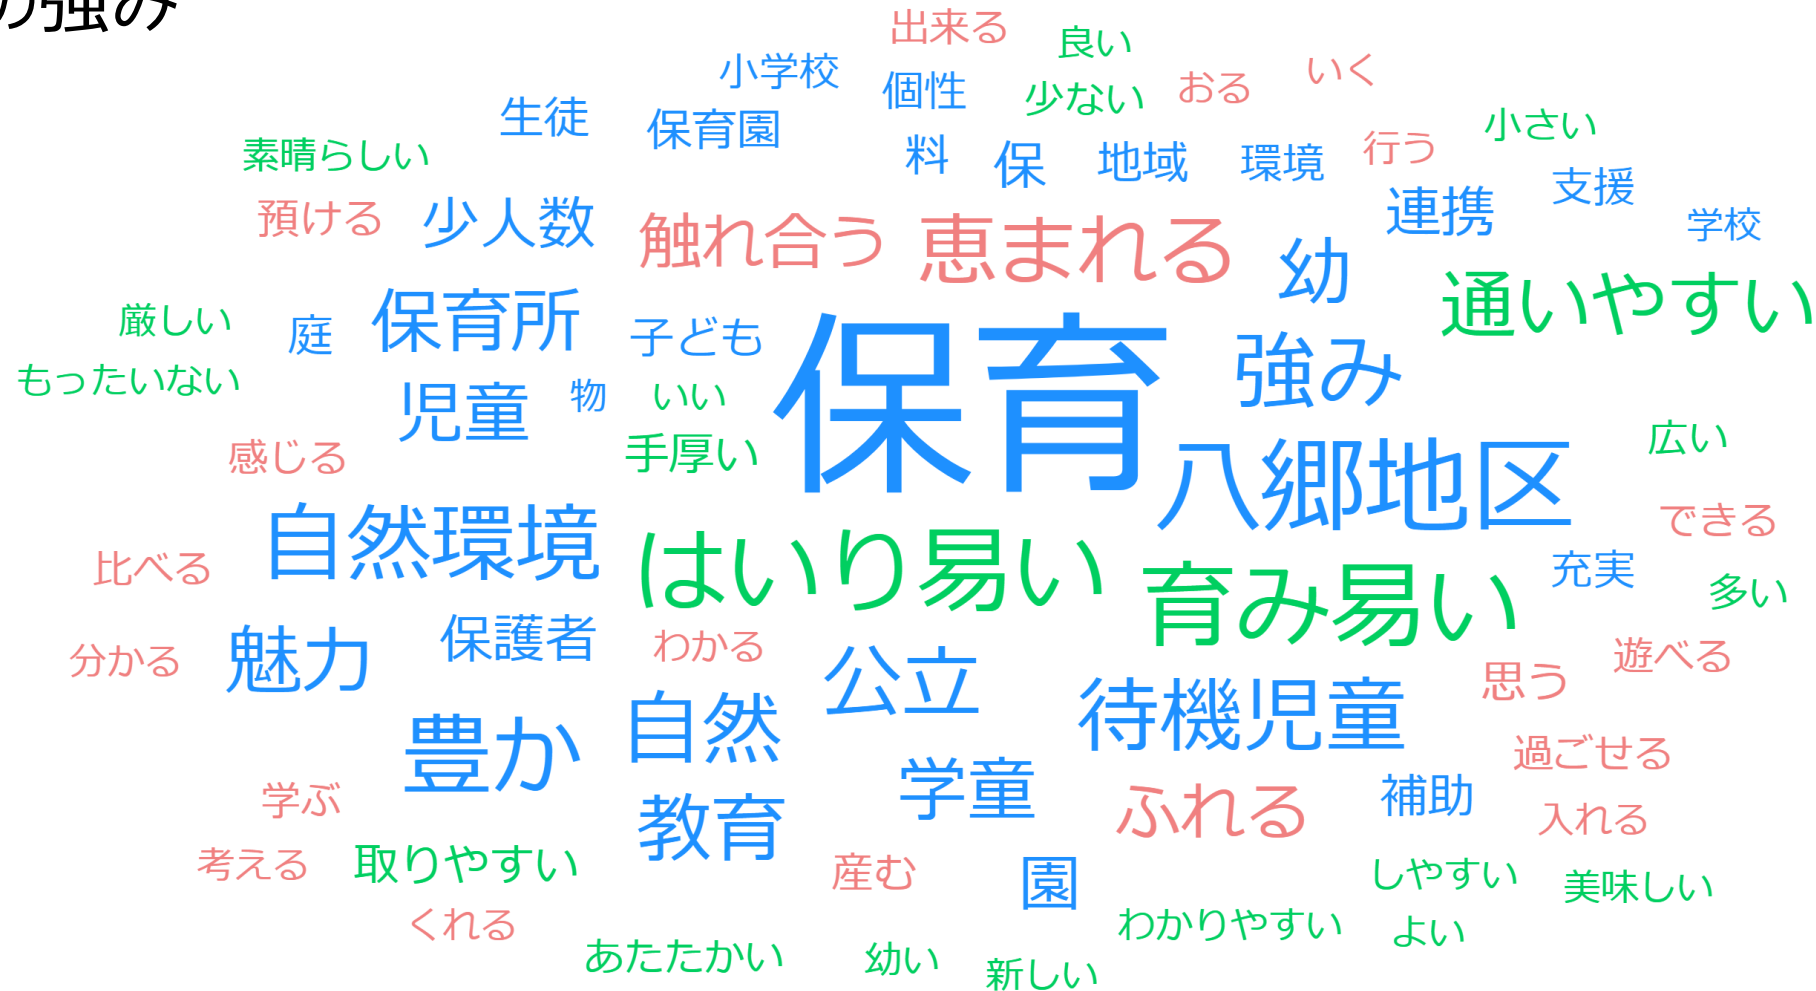 の強み
出来る
良い
小学校
個性
少ない
おる
いく
生徒
保育園
小さい
素晴らしい
料
保
地域
環境
行う
支援
預ける
少人数
触れ合う
恵まれる
幼
連携
学校
通いやすい
厳しい
庭
保育所
子ども
保育
強み
もったいない
児童
物
いい
手厚い
広い
感じる
八郷地区
できる
自然環境
はいり易い
育み易い
充実
多い
比べる
分かる
魅力
保護者
わかる
公立
思う
遊べる
豊か
自然
待機児童
過ごせる
学ぶ
教育
学童
ふれる
補助
入れる
考える
取りやすい
産む
園
しやすい
美味しい
くれる
わかりやすい
よい
あたたかい
幼い
新しい